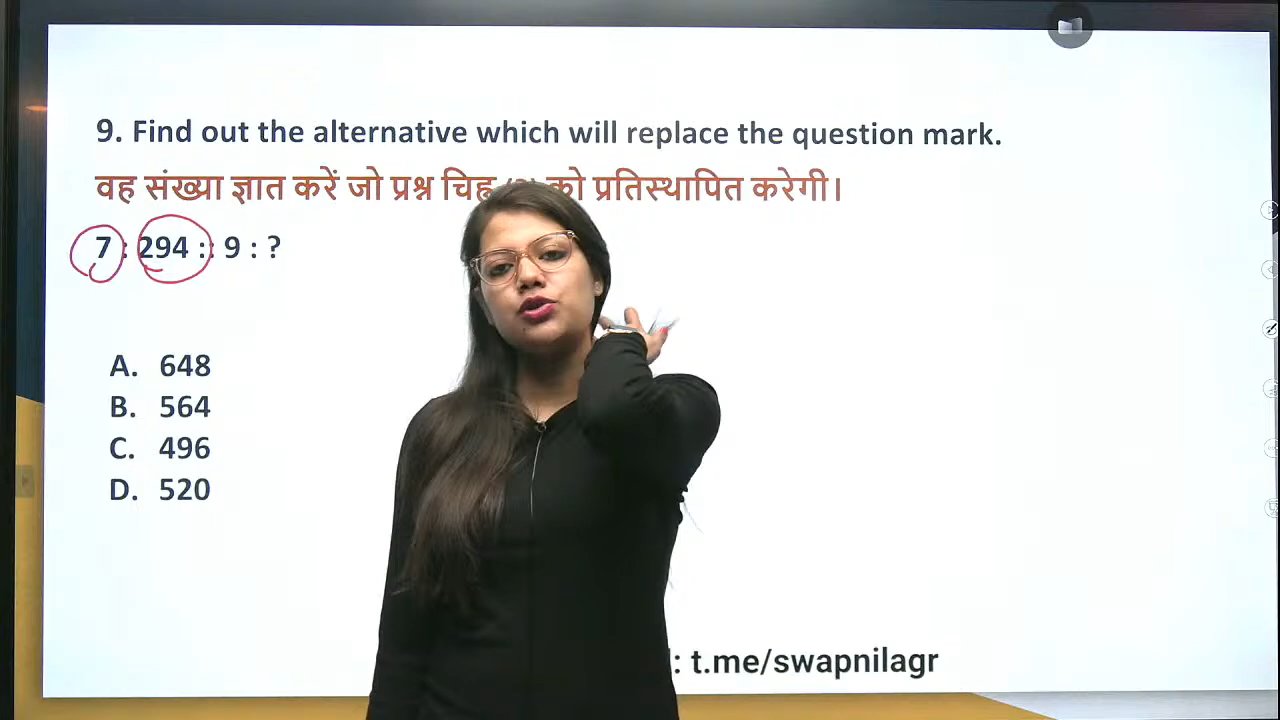 9. Find out the alternative which will replace the question mark.
वह संख्या ज्ञात करें जो प्रश्न चिह्न को प्रतिस्थापित करेगी।
7 : 294 :: 9 : ?
A. 648
B. 564
C. 496
D. 520
: t.me/swapnilagr